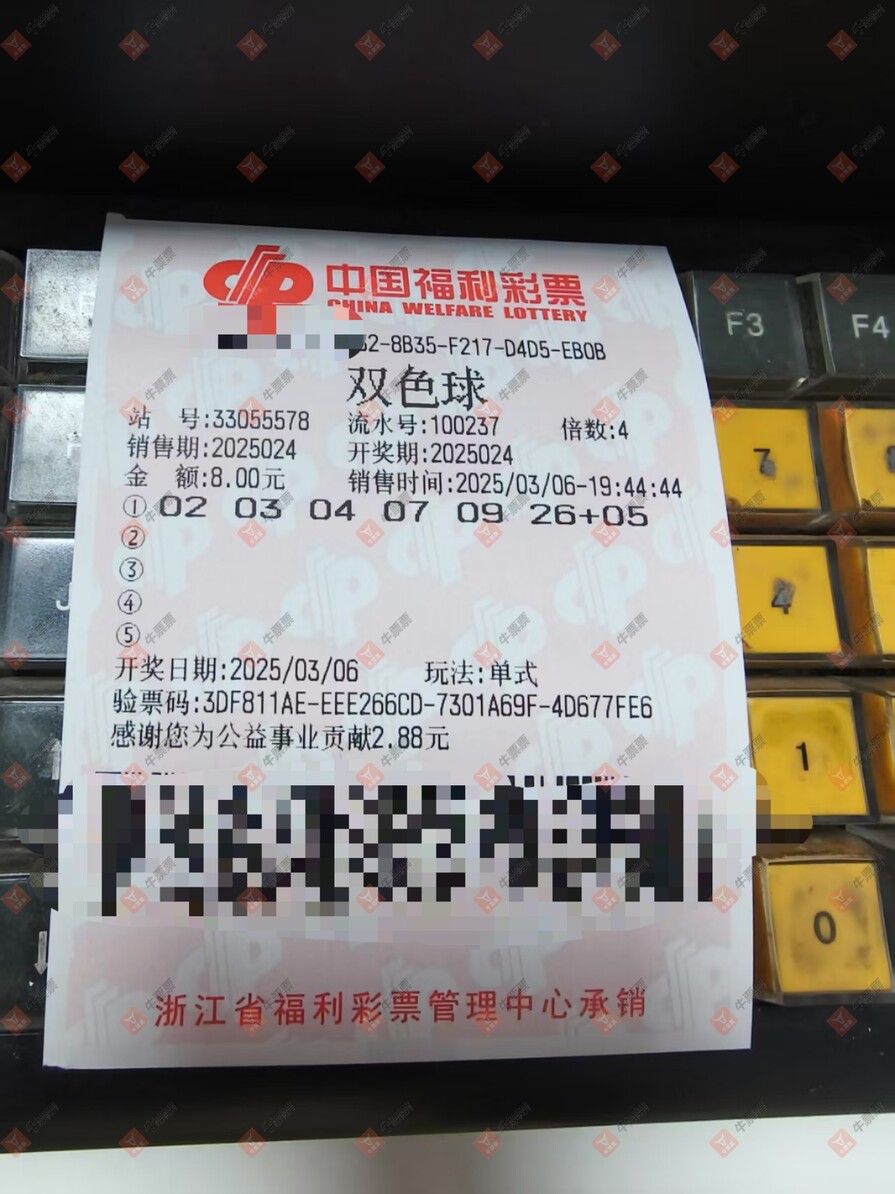 中国福利彩票
CHINA WELFARE LOTTERY
52-8B35-F217-D4D5-EB0B
双色球
站 号:33055578 流水号:100237 倍数:4
销售期:2025024 开奖期:2025024
金 额:8.00元 销售时间:2025/03/06-19:44:44
① 02 03 04 07 09 26+05
②
③
④
⑤
开奖日期:2025/03/06 玩法:单式
验票码:3DF811AE-EEE266CD-7301A69F-4D677FE6
感谢您为公益事业贡献2.88元
浙江省福利彩票管理中心承销
F3
F4
7
4
J
1
0
牛票票